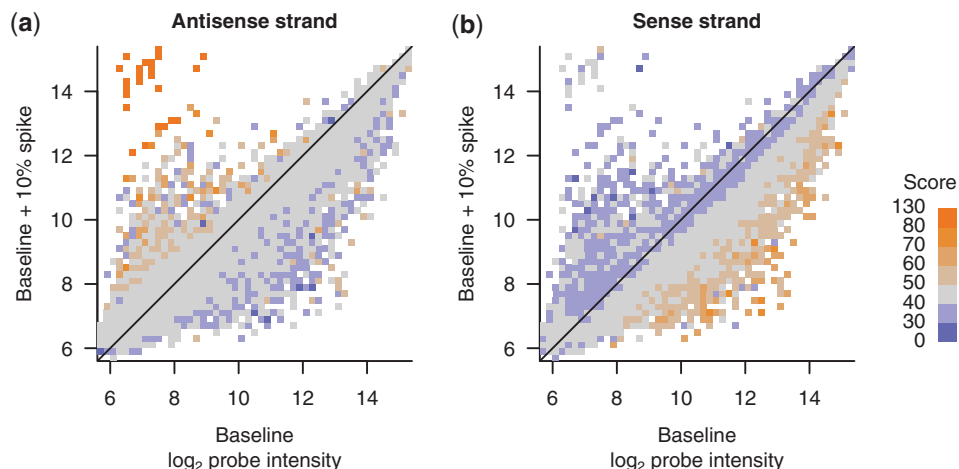 (a) Antisense strand
(b) Sense strand
Baseline + 10% spike
14
12
10
8
6
6 8 10 12 14
Baseline
log₂ probe intensity
Baseline + 10% spike
14
12
10
8
6
6 8 10 12 14
Baseline
log₂ probe intensity
Score
130
80
70
60
50
40
30
0